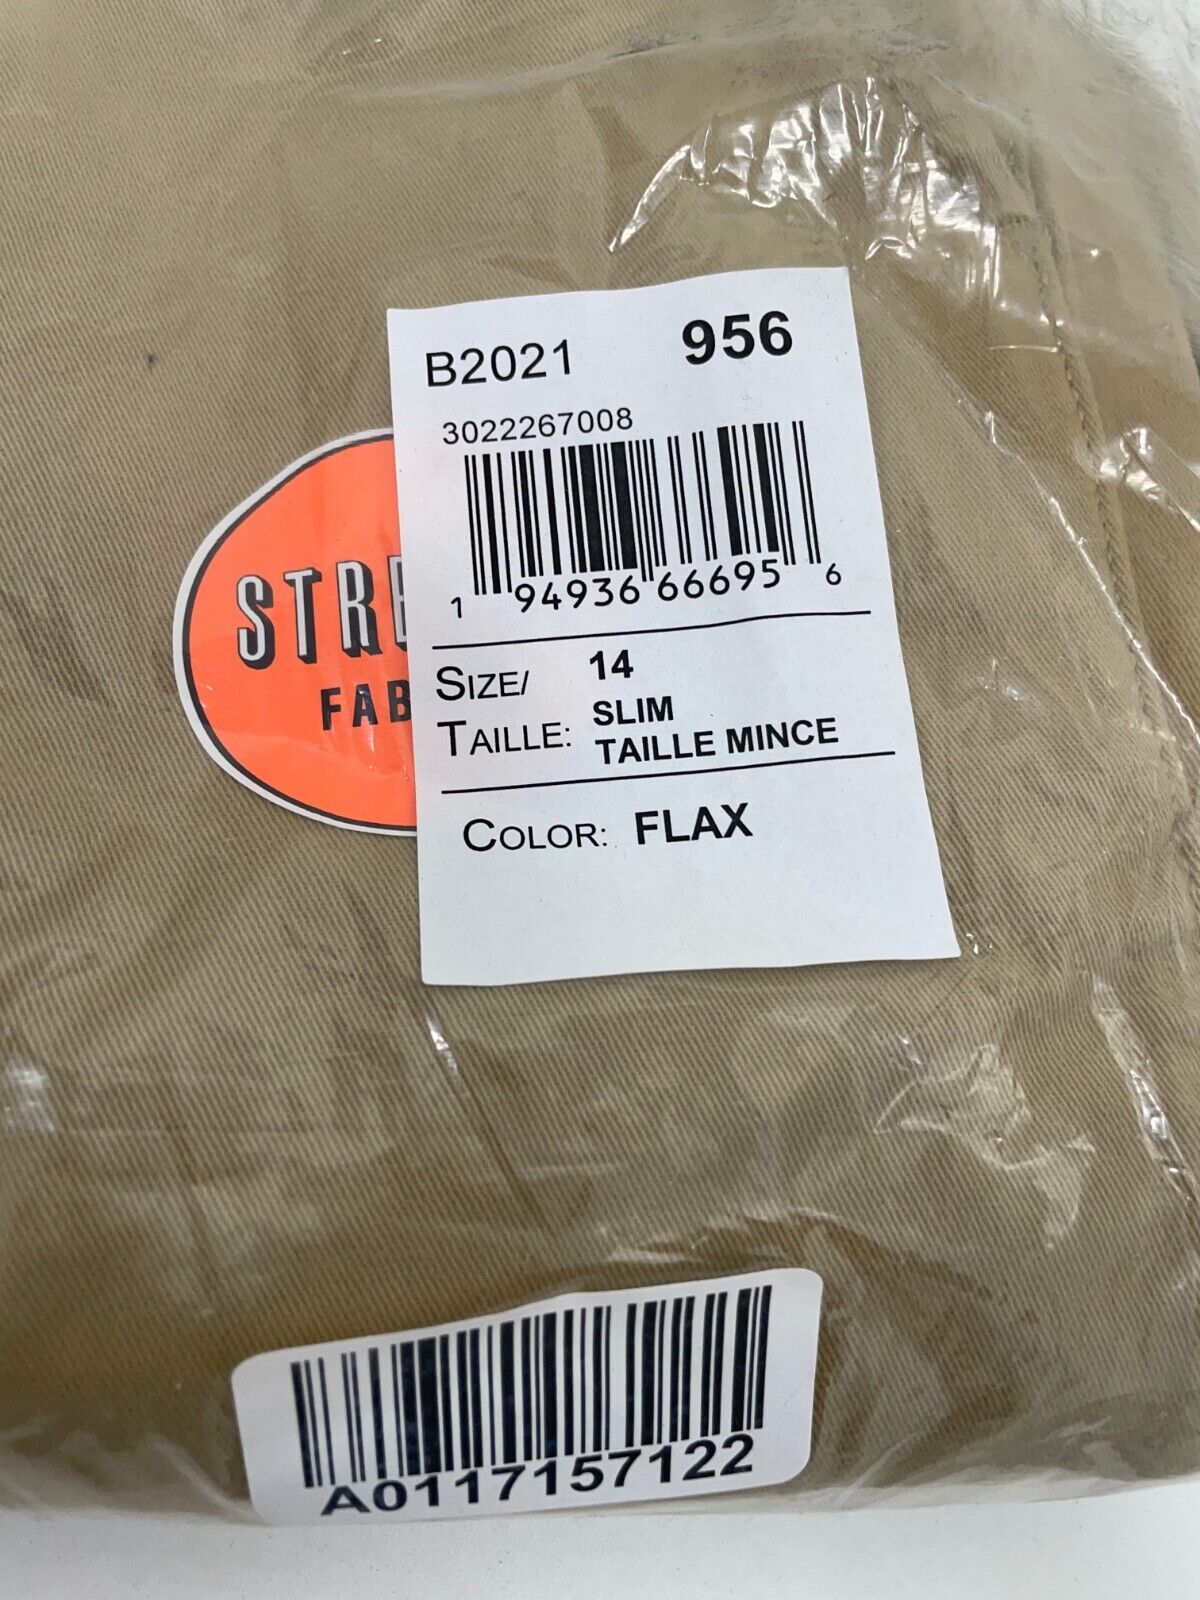 B2021 956
3022267008
1 94936 66695 6
SIZE/ 14
TAILLE: SLIM
TAILLE MINCE
COLOR: FLAX
A0117157122